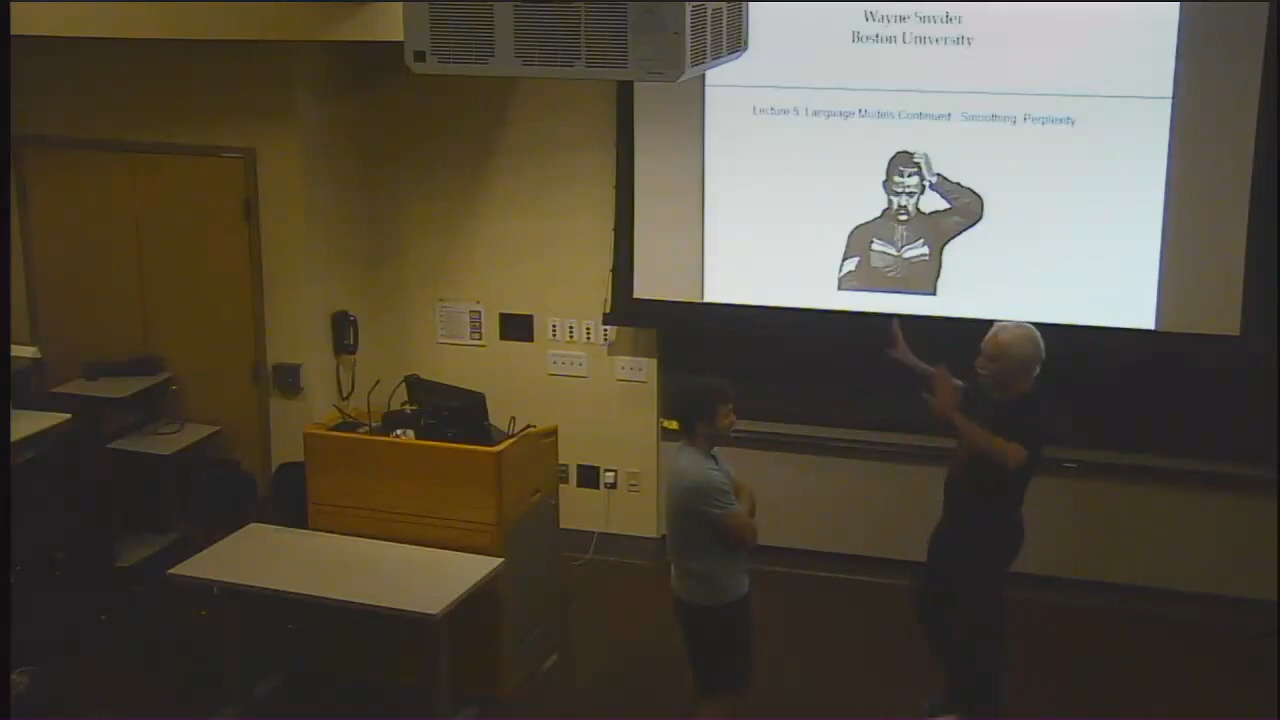 Wayne Snyder
Boston University
Lecture 5: Language Models Continued: Smoothing, Perplexity